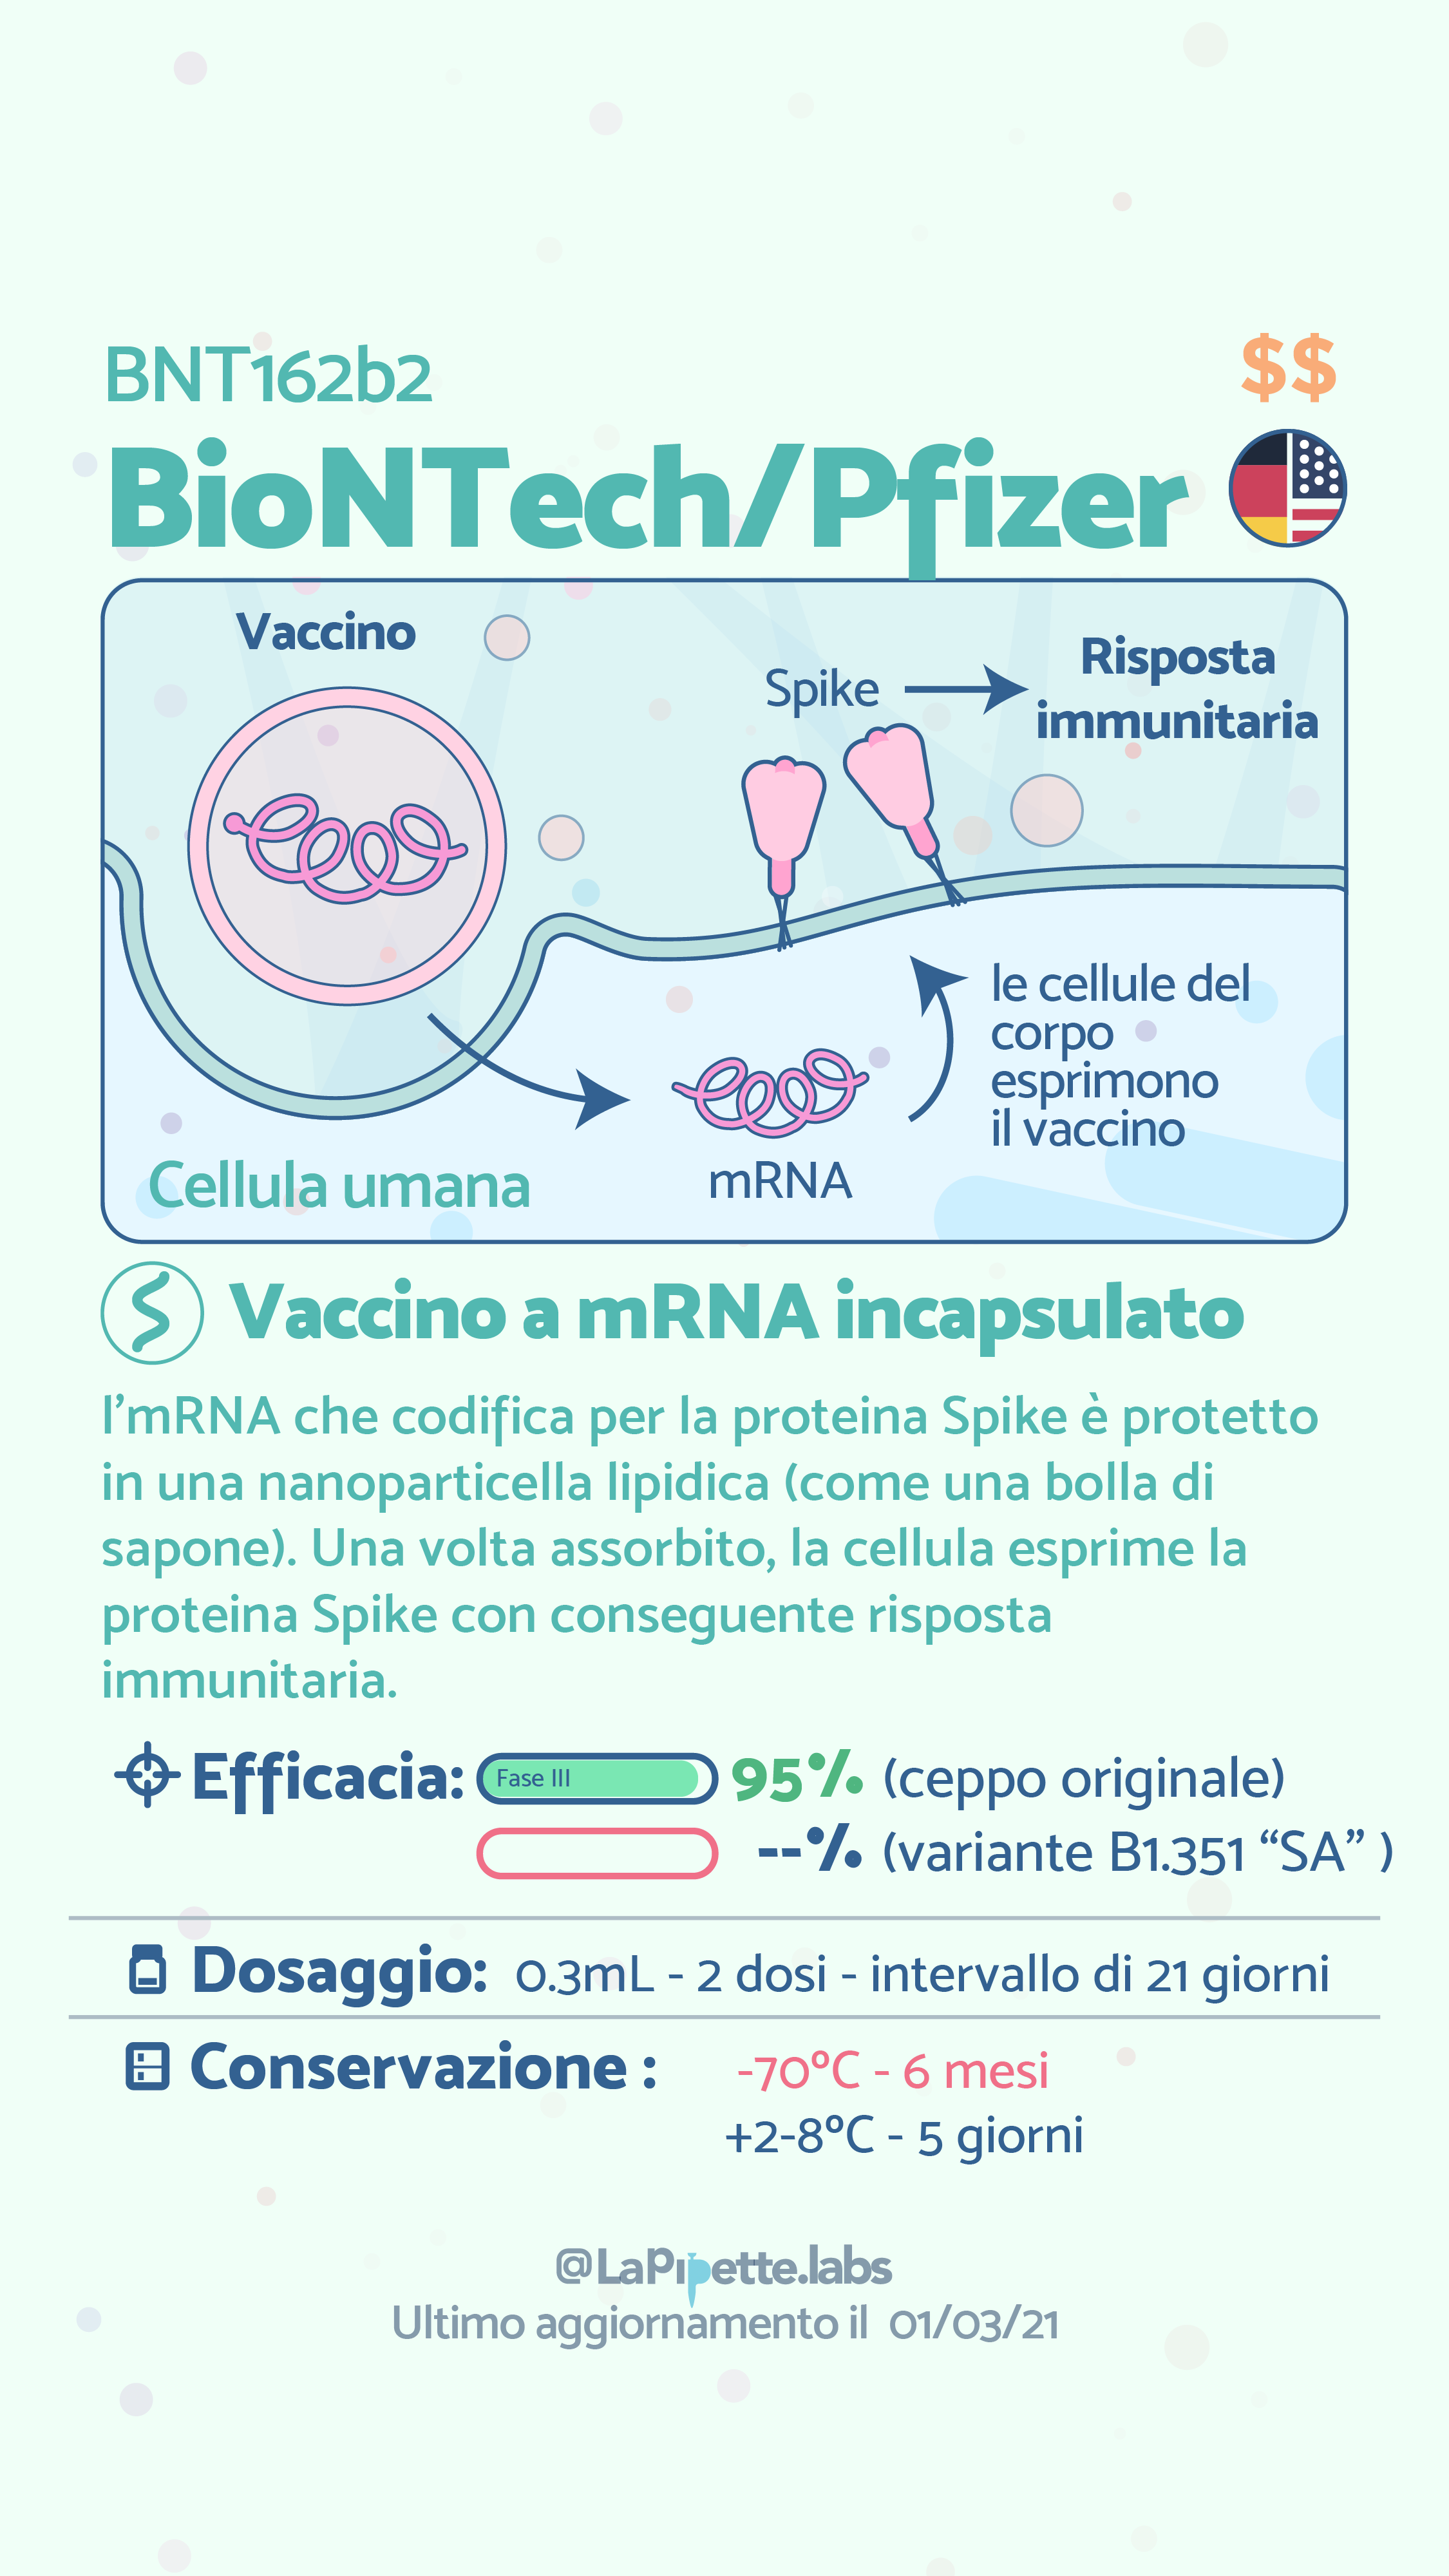 BNT162b2
$$
BioNTech/Pfizer
Vaccino
Spike
Risposta
immunitaria
le cellule del
corpo
esprimono
il vaccino
mRNA
Cellula umana
Vaccino a mRNA incapsulato
l'mRNA che codifica per la proteina Spike è protetto
in una nanoparticella lipidica (come una bolla di
sapone). Una volta assorbito, la cellula esprime la
proteina Spike con conseguente risposta
immunitaria.
Efficacia: Fase III 95% (ceppo originale)
--% (variante B1.351 “SA” )
Dosaggio: 0.3mL - 2 dosi - intervallo di 21 giorni
Conservazione : -70ºC - 6 mesi
+2-8ºC - 5 giorni
@LaPipette.labs
Ultimo aggiornamento il 01/03/21